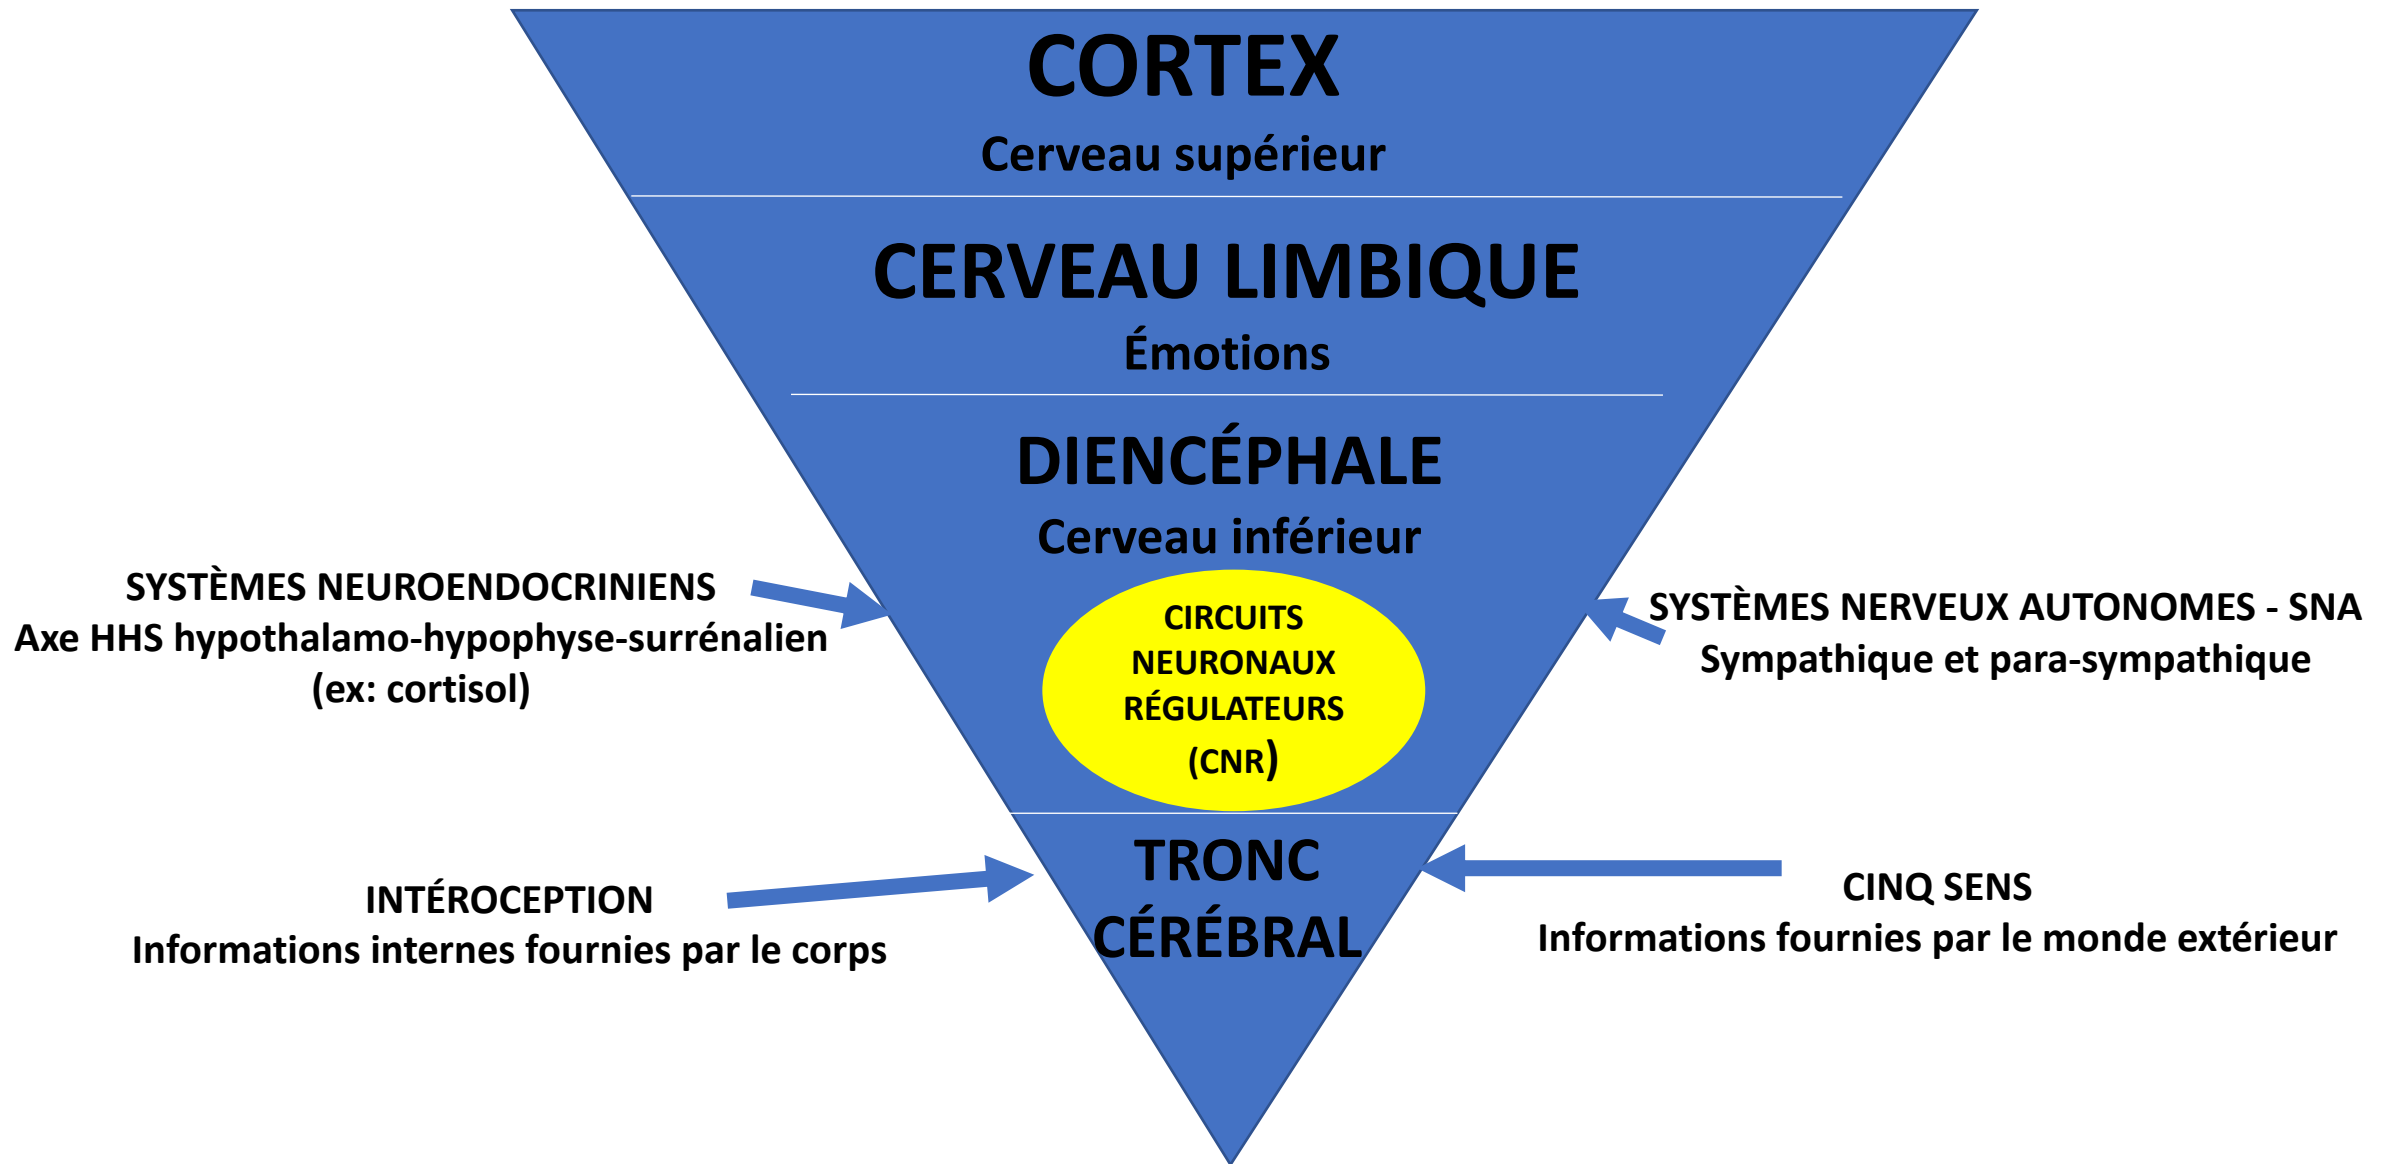 CORTEX
Cerveau supérieur
CERVEAU LIMBIQUE
Émotions
DIENCÉPHALE
Cerveau inférieur
SYSTÈMES NEUROENDOCRINIENS
Axe HHS hypothalamo-hypophyse-surrénalien
(ex: cortisol)
CIRCUITS
NEURONAUX
RÉGULATEURS
(CNR)
SYSTÈMES NERVEUX AUTONOMES - SNA
Sympathique et para-sympathique
TRONC
CÉRÉBRAL
INTÉROCEPTION
Informations internes fournies par le corps
CINQ SENS
Informations fournies par le monde extérieur